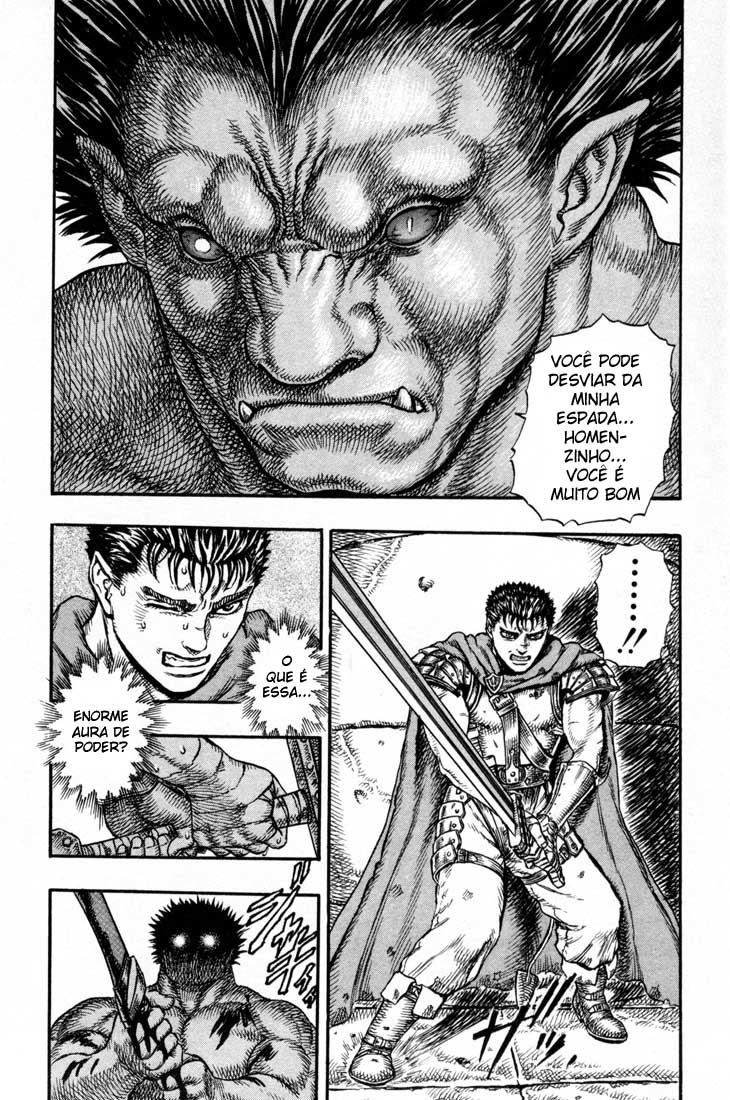 VOCÊ PODE
DESVIAR DA
MINHA
ESPADA...
HOMEN-
ZINHO...
VOCÊ É
MUITO BOM
......!!
O
QUE É
ESSA...
ENORME
AURA DE
PODER?